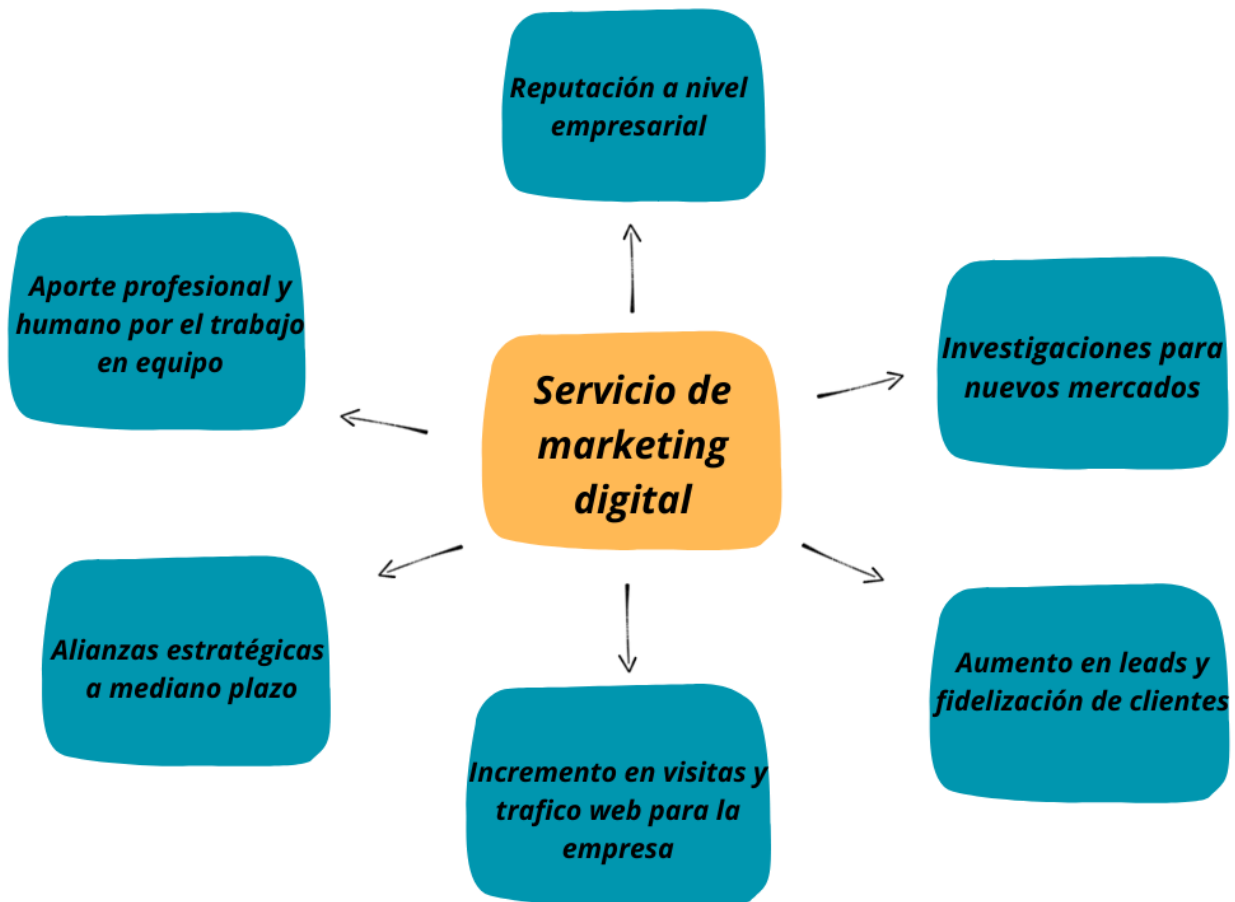 Reputación a nivel
empresarial
Aporte profesional y
humano por el trabajo
en equipo
Investigaciones para
nuevos mercados
Servicio de
marketing
digital
Alianzas estratégicas
a mediano plazo
Aumento en leads y
fidelización de clientes
Incremento en visitas y
trafico web para la
empresa